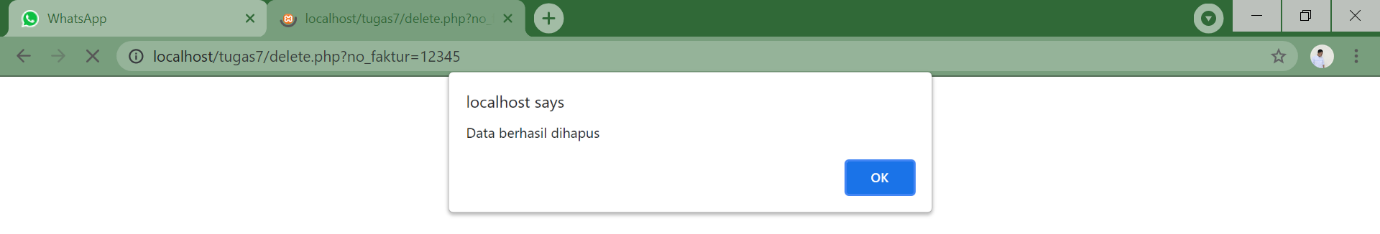 WhatsApp
localhost/tugas7/delete.php?no_
localhost/tugas7/delete.php?no_faktur=12345
localhost says
Data berhasil dihapus
OK